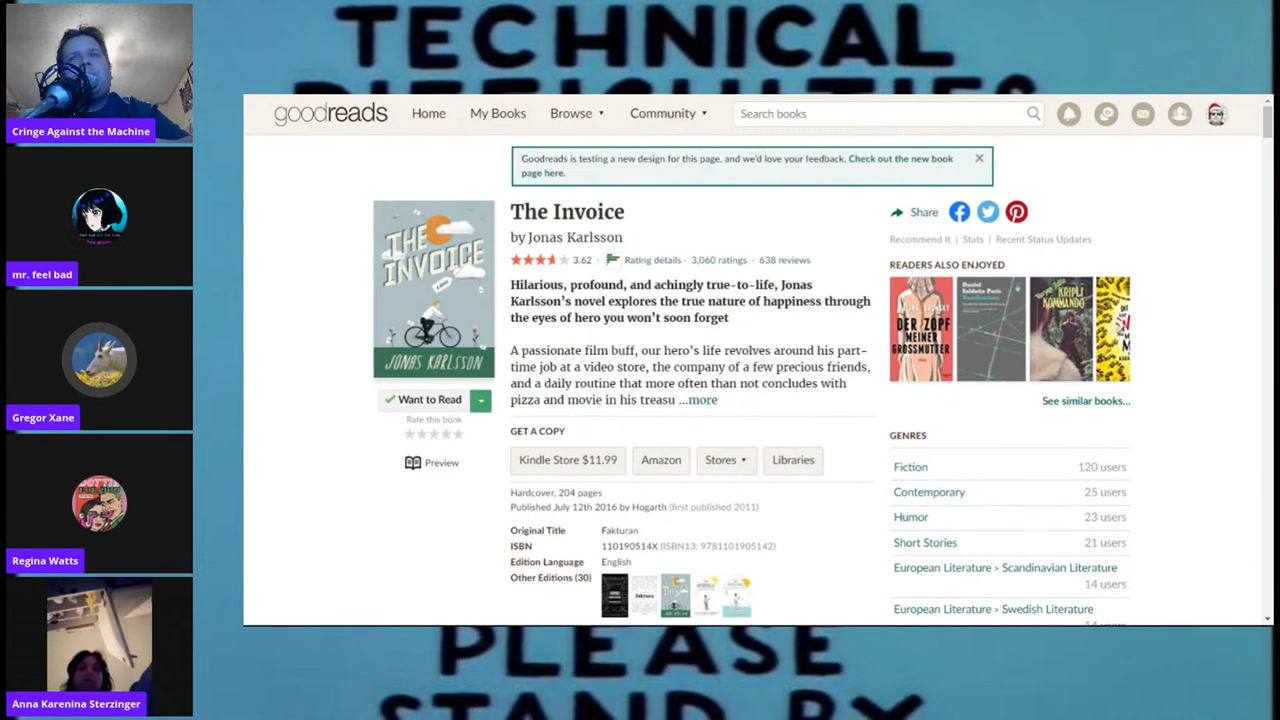 TECHNICAL
DIFFICULTIES
Cringe Against the Machine
mr. feel bad
Gregor Xane
Regina Watts
Anna Karenina Sterzinger
goodreads Home My Books Browse Community Search books
Goodreads is testing a new design for this page, and we'd love your feedback. Check out the new book
page here.
THE
INVOICE
JONAS KARLSSON
Want to Read
Rate this book
Preview
The Invoice
by Jonas Karlsson
3.62 Rating details · 3,060 ratings · 638 reviews
Hilarious, profound, and achingly true-to-life, Jonas
Karlsson's novel explores the true nature of happiness through
the eyes of hero you won't soon forget
A passionate film buff, our hero's life revolves around his part-
time job at a video store, the company of a few precious friends,
and a daily routine that more often than not concludes with
pizza and movie in his treasu ...more
GET A COPY
Kindle Store $11.99 Amazon Stores Libraries
Hardcover, 204 pages
Published July 12th 2016 by Hogarth (first published 2011)
Original Title Fakturan
ISBN 110190514X (ISBN13: 9781101905142)
Edition Language English
Other Editions (30)
Share
Recommend It | Stats | Recent Status Updates
READERS ALSO ENJOYED
DER ZOPF
MEINER
GROSSMUTTER
KRIPLI
KOMMANDO
See similar books...
GENRES
Fiction 120 users
Contemporary 25 users
Humor 23 users
Short Stories 21 users
European Literature > Scandinavian Literature
14 users
European Literature > Swedish Literature
PLEASE
STAND BY